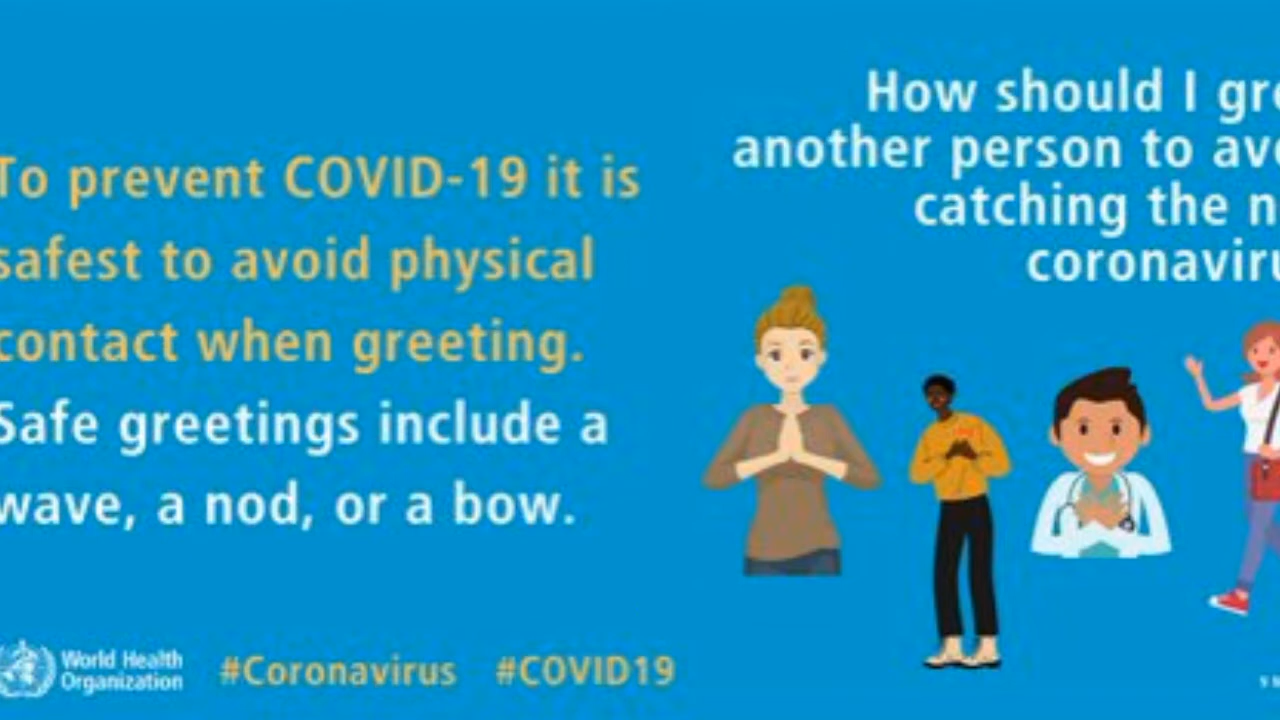 To prevent COVID-19 it is
safest to avoid physical
contact when greeting.
Safe greetings include a
wave, a nod, or a bow.
World Health
Organization
#Coronavirus #COVID19
How should I gre
another person to avo
catching the n
coronaviru